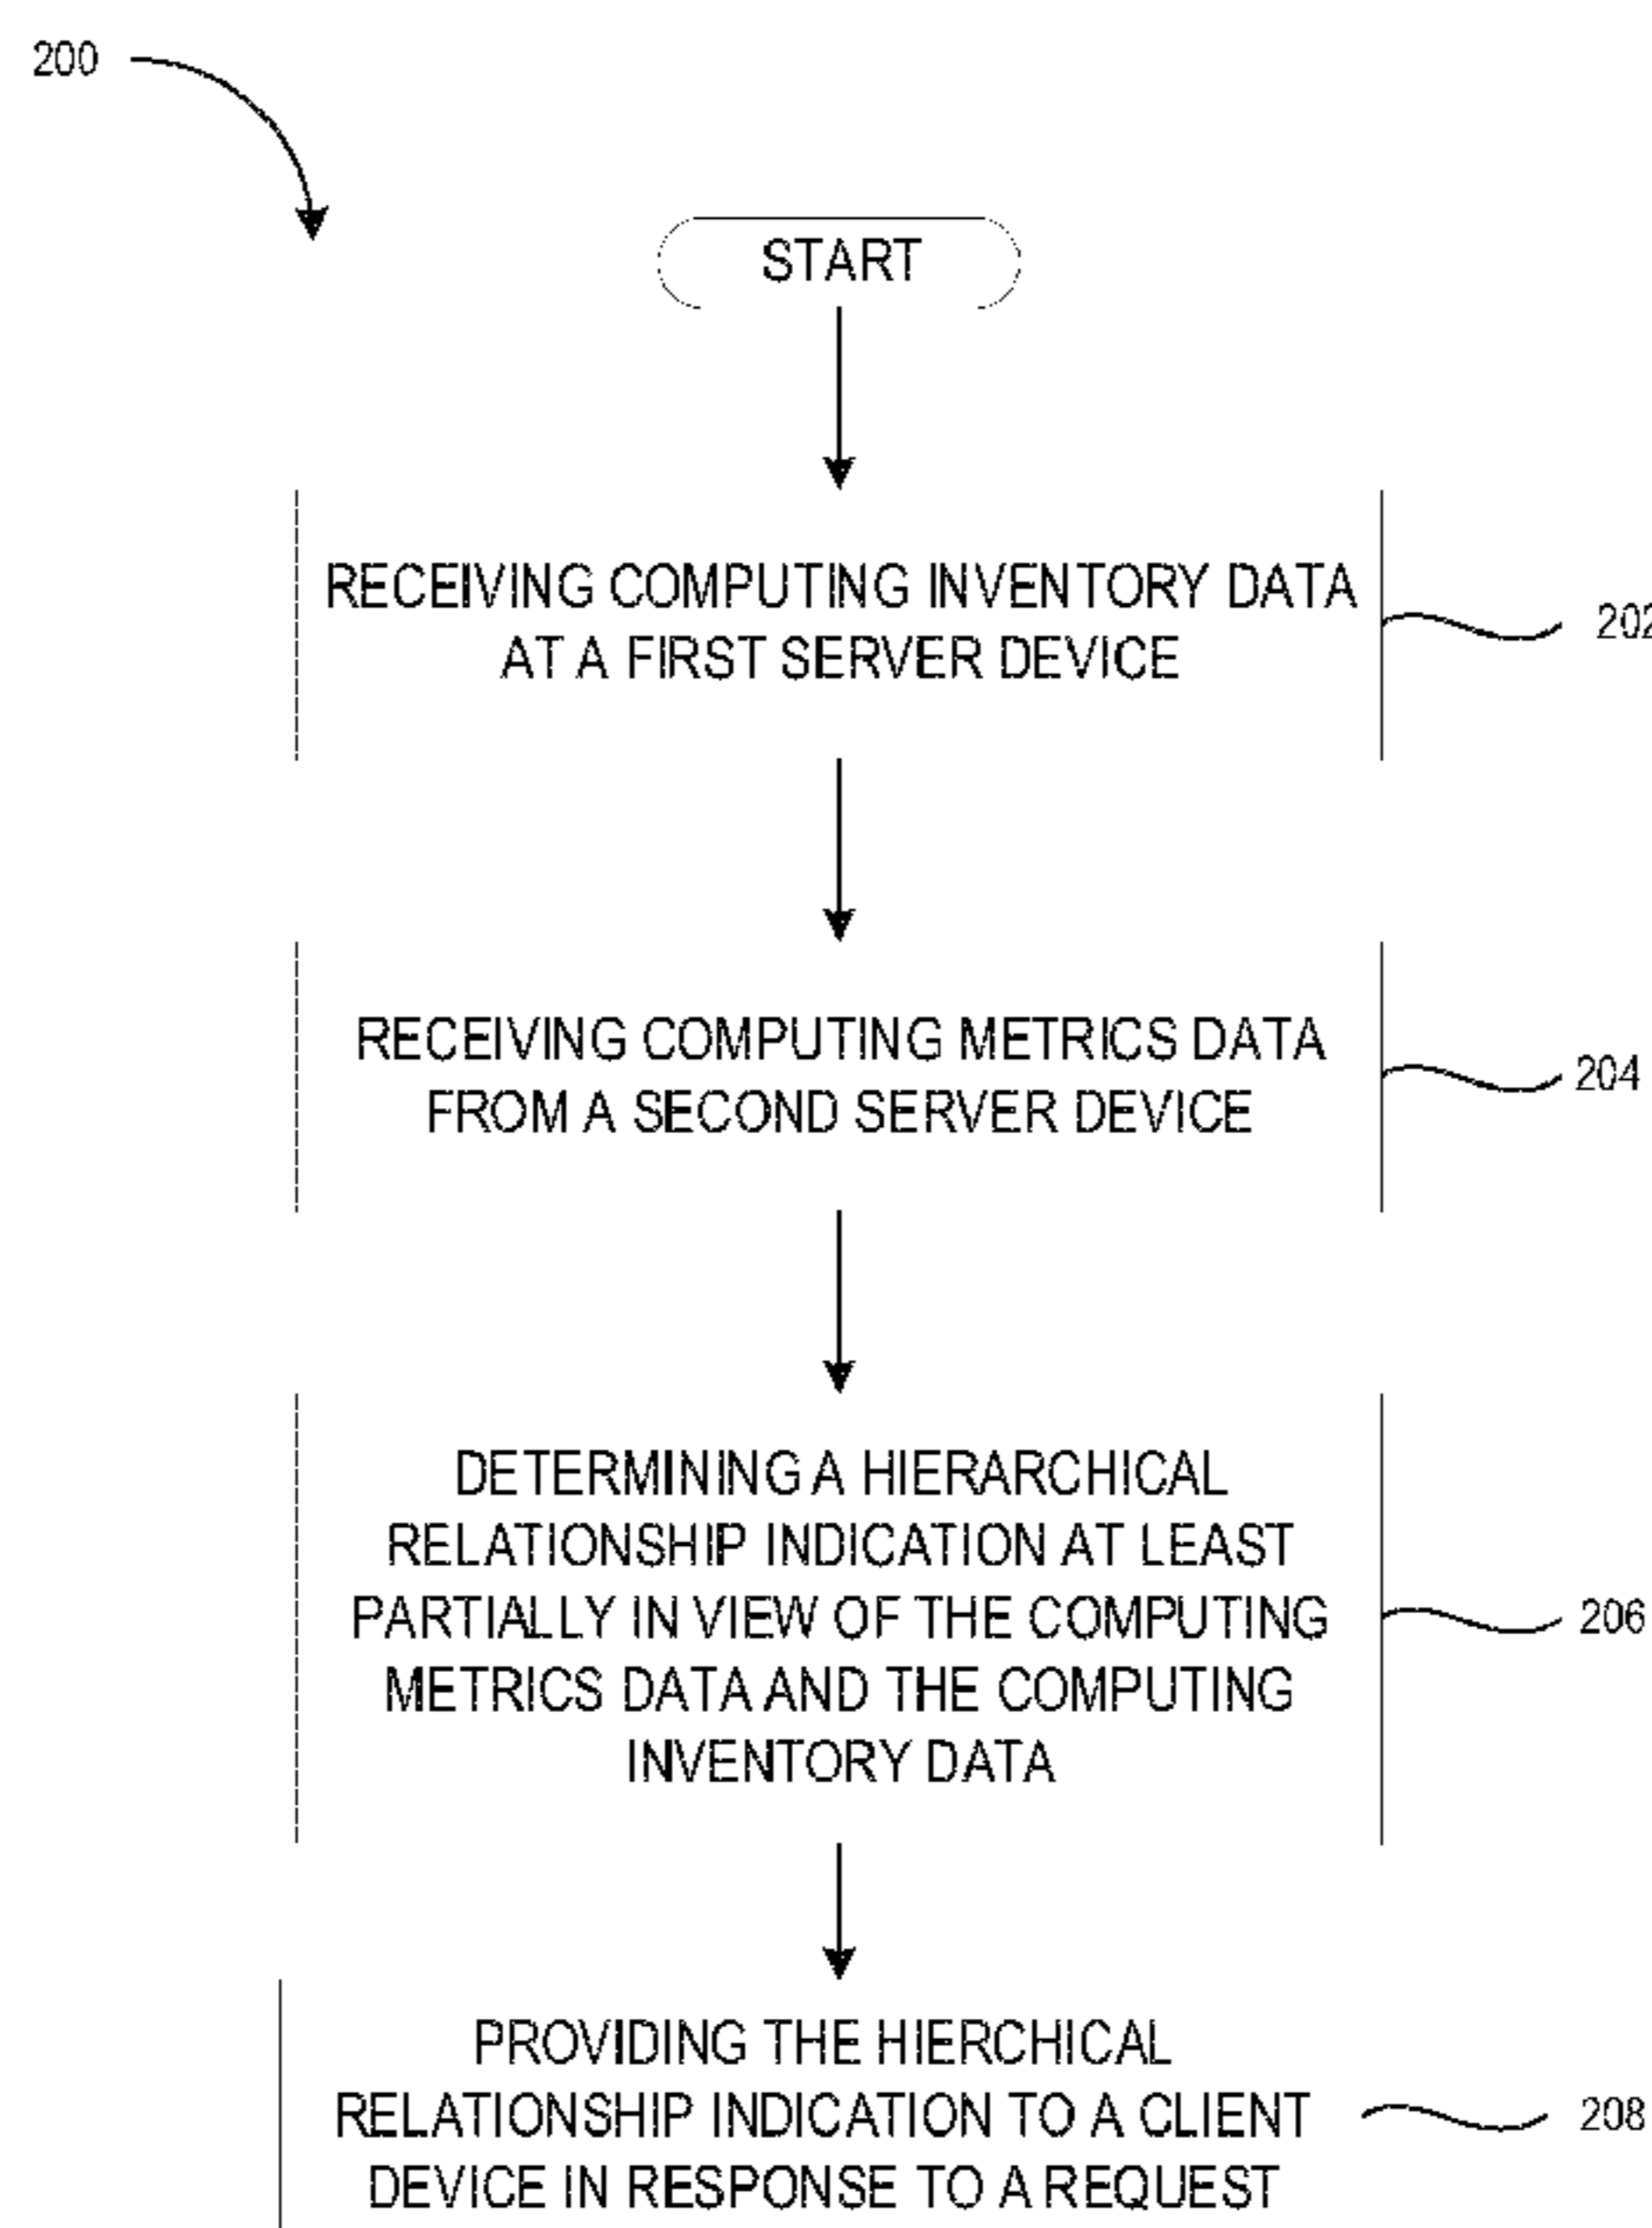 200
START
RECEIVING COMPUTING INVENTORY DATA
AT A FIRST SERVER DEVICE
202
RECEIVING COMPUTING METRICS DATA
FROM A SECOND SERVER DEVICE
204
DETERMINING A HIERARCHICAL
RELATIONSHIP INDICATION AT LEAST
PARTIALLY IN VIEW OF THE COMPUTING
METRICS DATA AND THE COMPUTING
INVENTORY DATA
206
PROVIDING THE HIERCHICAL
RELATIONSHIP INDICATION TO A CLIENT
DEVICE IN RESPONSE TO A REQUEST
208